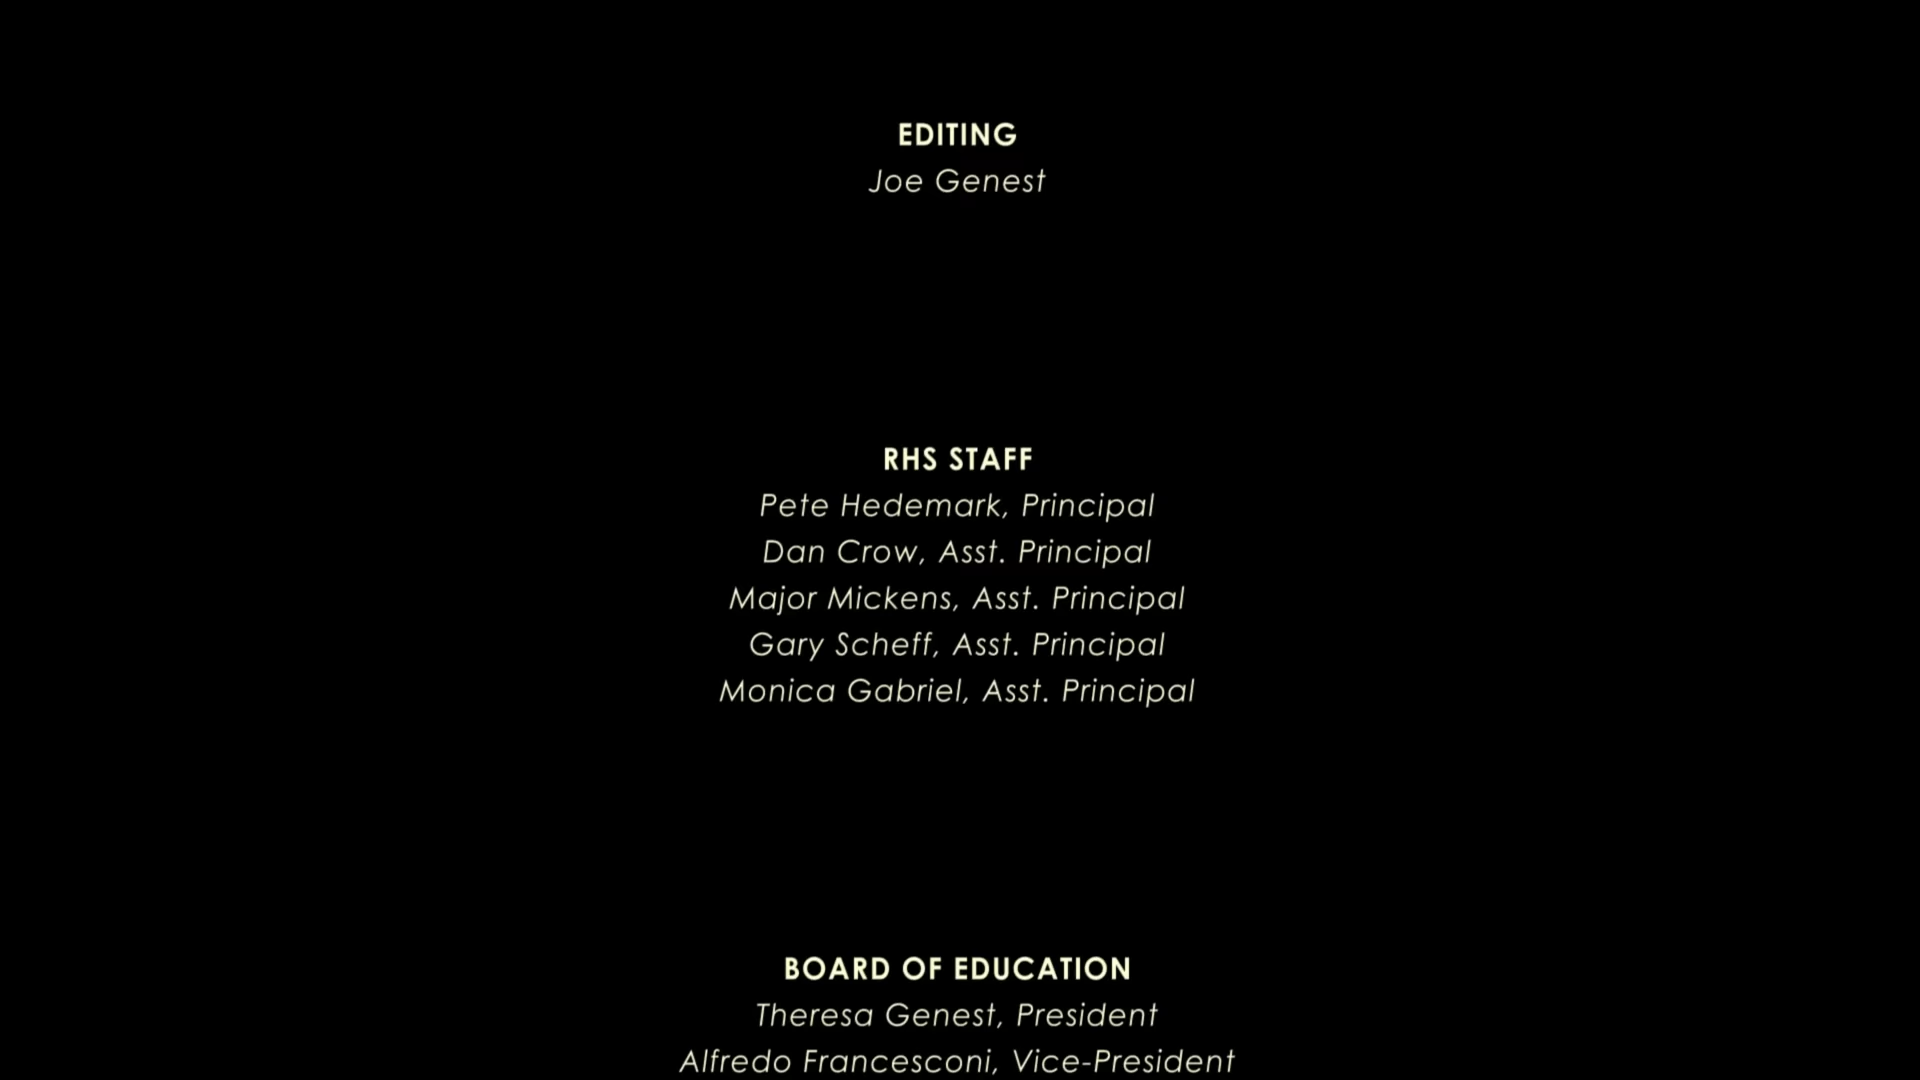 EDITING
Joe Genest
RHS STAFF
Pete Hedemark, Principal
Dan Crow, Asst. Principal
Major Mickens, Asst. Principal
Gary Scheff, Asst. Principal
Monica Gabriel, Asst. Principal
BOARD OF EDUCATION
Theresa Genest, President
Alfredo Francesconi, Vice-President